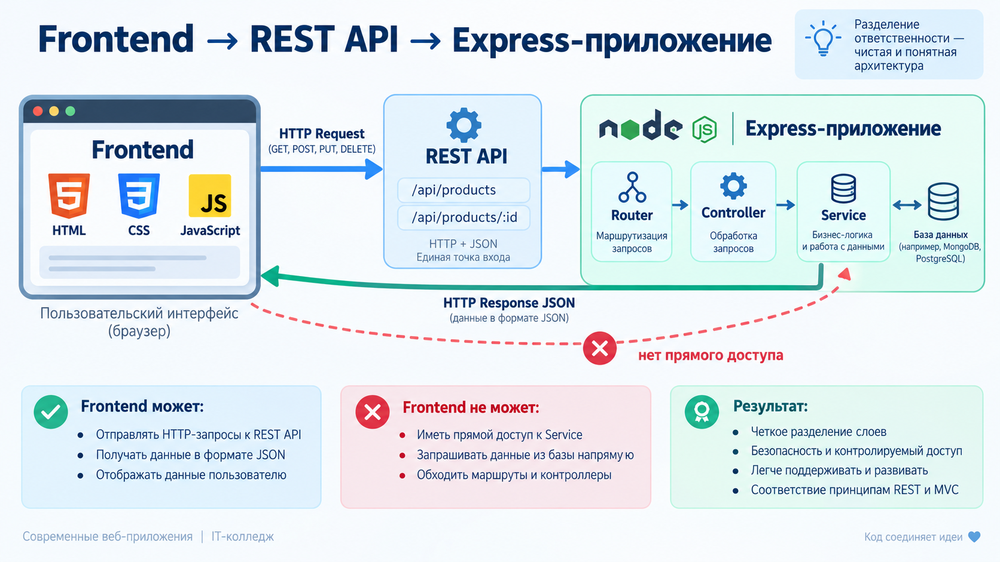 Frontend → REST API → Express-приложение
Разделение
ответственности —
чистая и понятная
архитектура
Frontend
HTML
CSS
JS
JavaScript
Пользовательский интерфейс
(браузер)
HTTP Request
(GET, POST, PUT, DELETE)
REST API
/api/products
/api/products/:id
HTTP + JSON
Единая точка входа
node
JS
Express-приложение
Router
Маршрутизация
запросов
Controller
Обработка
запросов
Service
Бизнес-логика
и работа с данными
База данных
(например, MongoDB,
PostgreSQL)
HTTP Response JSON
(данные в формате JSON)
нет прямого доступа
Frontend может:
• Отправлять HTTP-запросы к REST API
• Получать данные в формате JSON
• Отображать данные пользователю
Frontend не может:
• Иметь прямой доступ к Service
• Запрашивать данные из базы напрямую
• Обходить маршруты и контроллеры
Результат:
• Четкое разделение слоев
• Безопасность и контролируемый доступ
• Легче поддерживать и развивать
• Соответствие принципам REST и MVC
Современные веб-приложения | IT-колледж
Код соединяет идеи